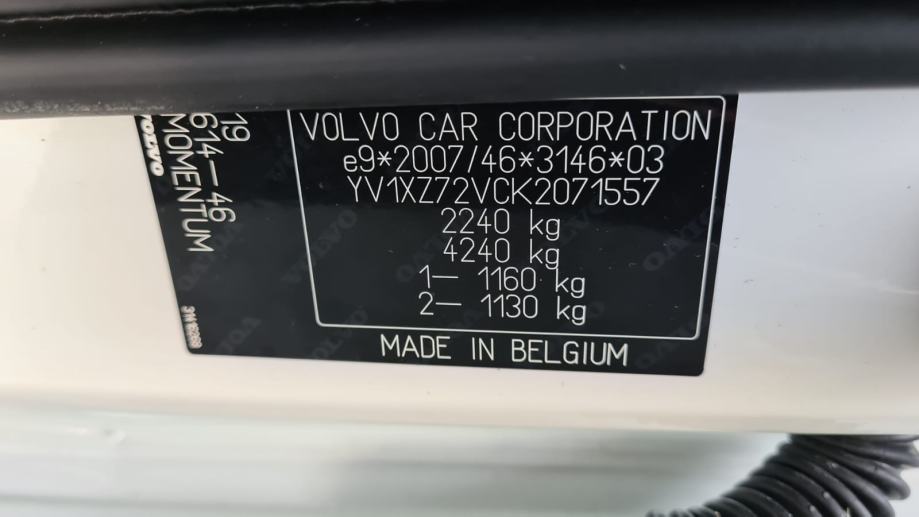 VOLVO CAR CORPORATION
e9*2007/46*3146*03
YV1XZ72VCK2071557
2240 kg
4240 kg
1— 1160 kg
2— 1130 kg
MADE IN BELGIUM
19
614—46
MOMENTUM
VOLVO